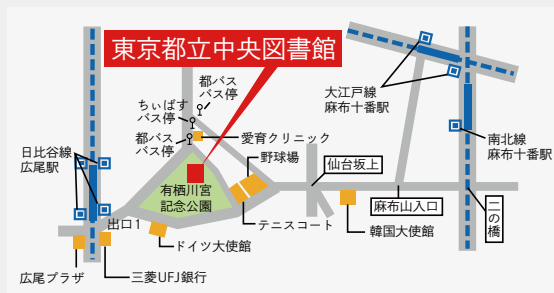 東京都立中央図書館
都バス
バス停
ちぃばす
バス停
都バス
バス停
愛育クリニック
野球場
仙台坂上
大江戸線
麻布十番駅
南北線
麻布十番駅
日比谷線
広尾駅
有栖川宮
記念公園
出口1
テニスコート
麻布山入口
二の橋
韓国大使館
ドイツ大使館
広尾プラザ
三菱UFJ銀行